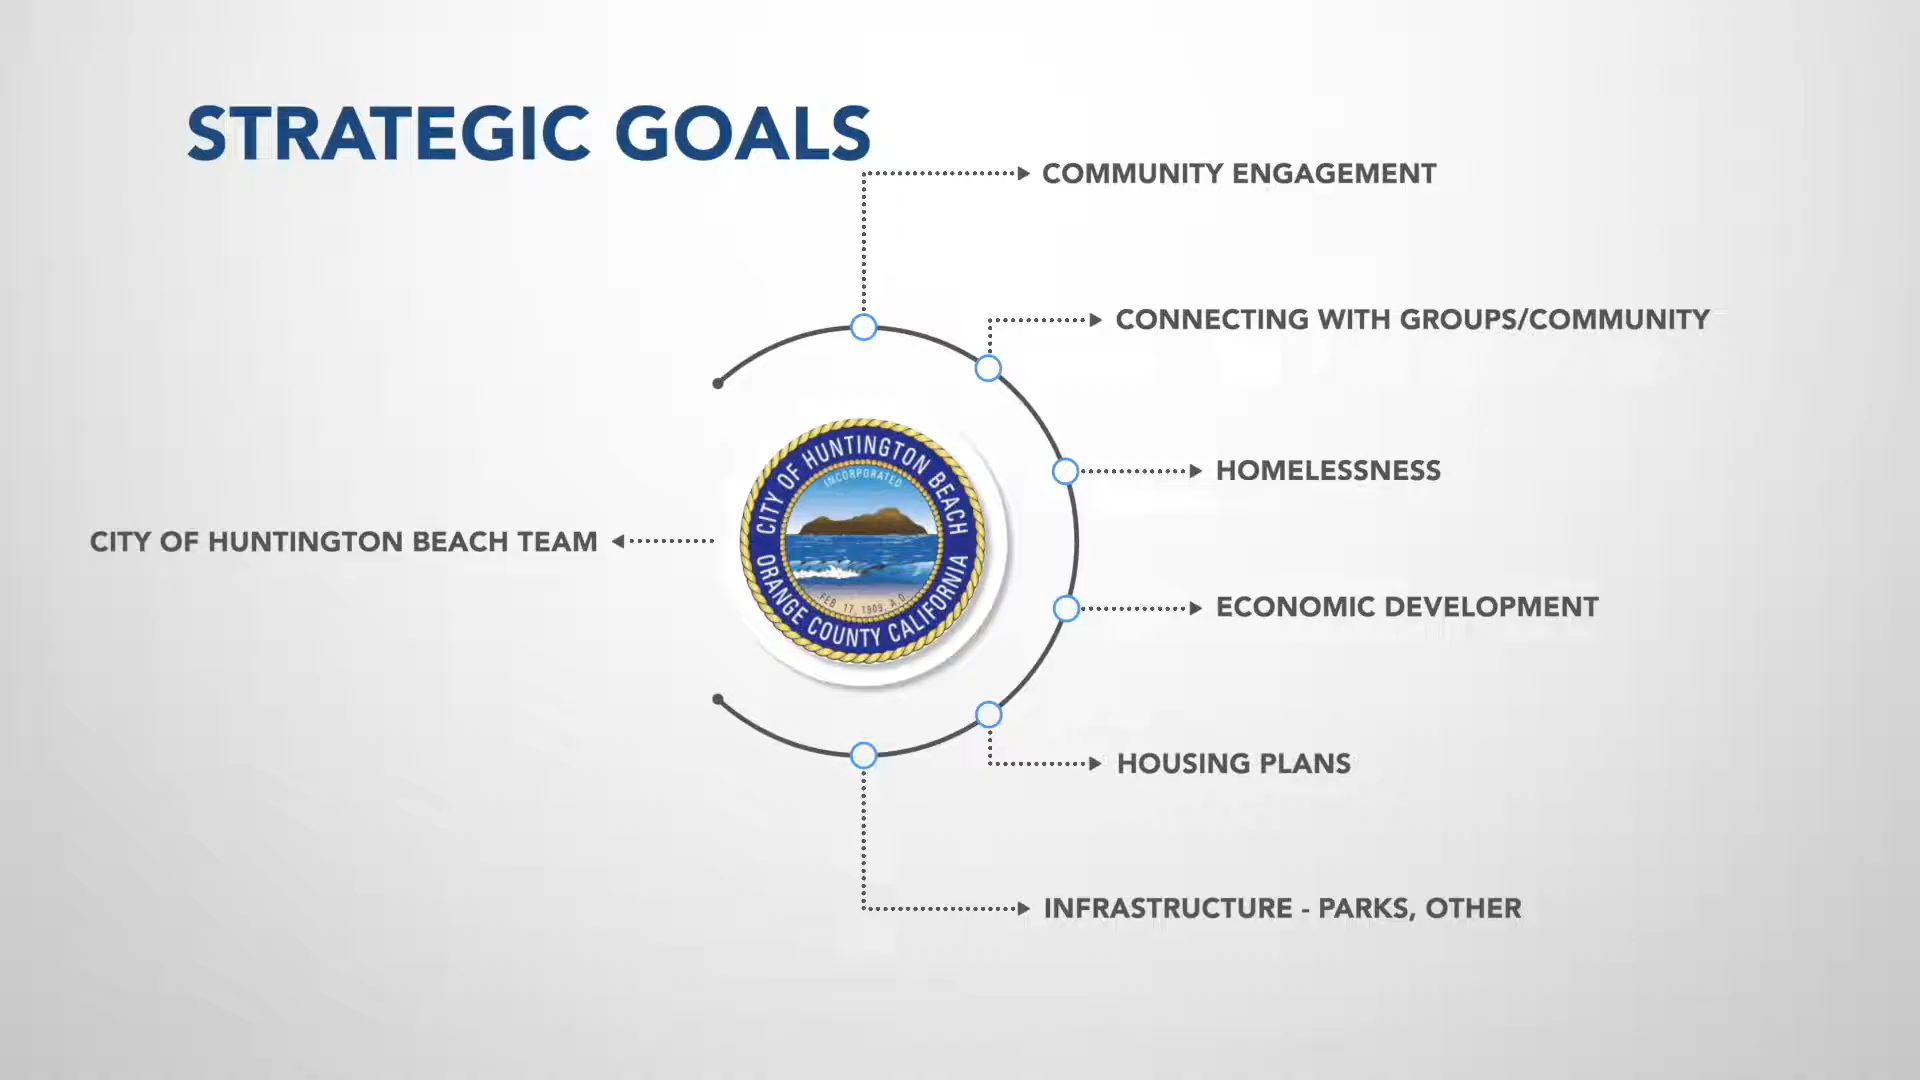 STRATEGIC GOALS
COMMUNITY ENGAGEMENT
CONNECTING WITH GROUPS/COMMUNITY
HOMELESSNESS
CITY OF HUNTINGTON BEACH TEAM
CITY OF HUNTINGTON BEACH
INCORPORATED
FEB 17, 1909, A.D.
ORANGE COUNTY CALIFORNIA
ECONOMIC DEVELOPMENT
HOUSING PLANS
INFRASTRUCTURE - PARKS, OTHER